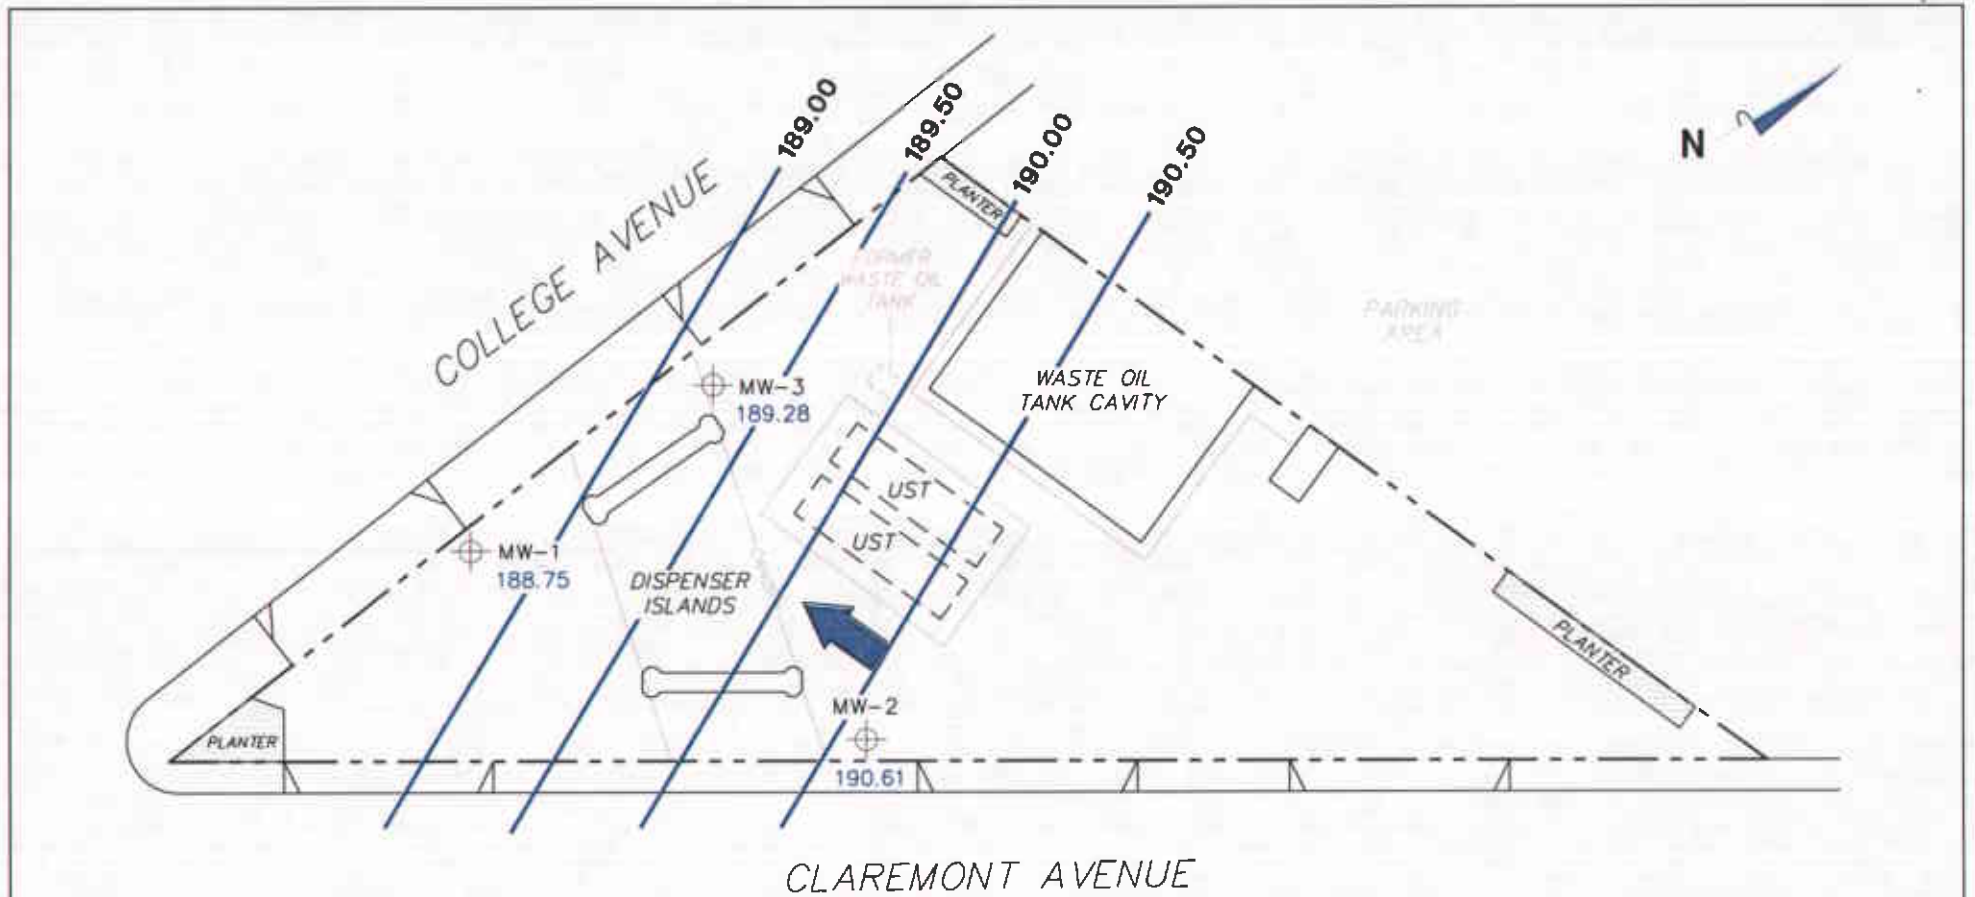 189.00
189.50
190.00
190.50
N
COLLEGE AVENUE
PLANTER
FORMER
WASTE OIL
TANK
PARKING
AREA
MW-3
189.28
WASTE OIL
TANK CAVITY
UST
UST
MW-1
188.75
DISPENSER
ISLANDS
PLANTER
MW-2
190.61
PLANTER
CLAREMONT AVENUE